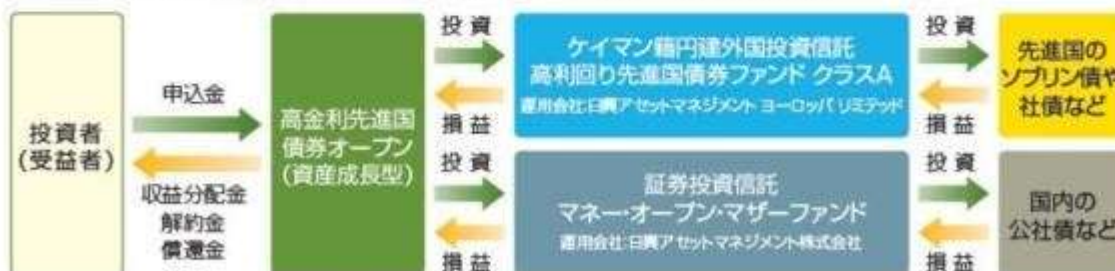 投資者
(受益者)
申込金
収益分配金
解約金
償還金
高金利先進国
債券オープン
(資産成長型)
投資
損益
投資
損益
ケイマン籍円建外国投資信託
高利回り先進国債券ファンド クラスA
運用会社:日興アセットマネジメント ヨーロッパ リミテッド
証券投資信託
マネー・オープン・マザーファンド
運用会社:日興アセットマネジメント株式会社
投資
損益
投資
損益
先進国の
ソブリン債や
社債など
国内の
公社債など